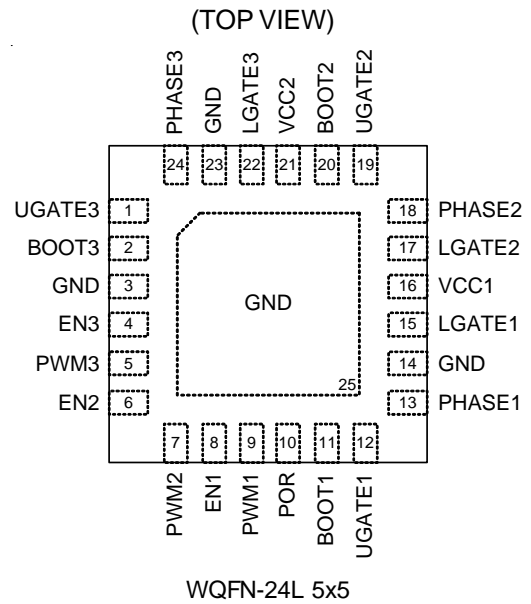 (TOP VIEW)
PHASE3
GND
LGATE3
VCC2
BOOT2
UGATE2
24 23 22 21 20 19
UGATE3 1
BOOT3 2
GND 3
EN3 4
PWM3 5
EN2 6
GND
25
18 PHASE2
17 LGATE2
16 VCC1
15 LGATE1
14 GND
13 PHASE1
7 8 9 10 11 12
PWM2
EN1
PWM1
POR
BOOT1
UGATE1
WQFN-24L 5x5